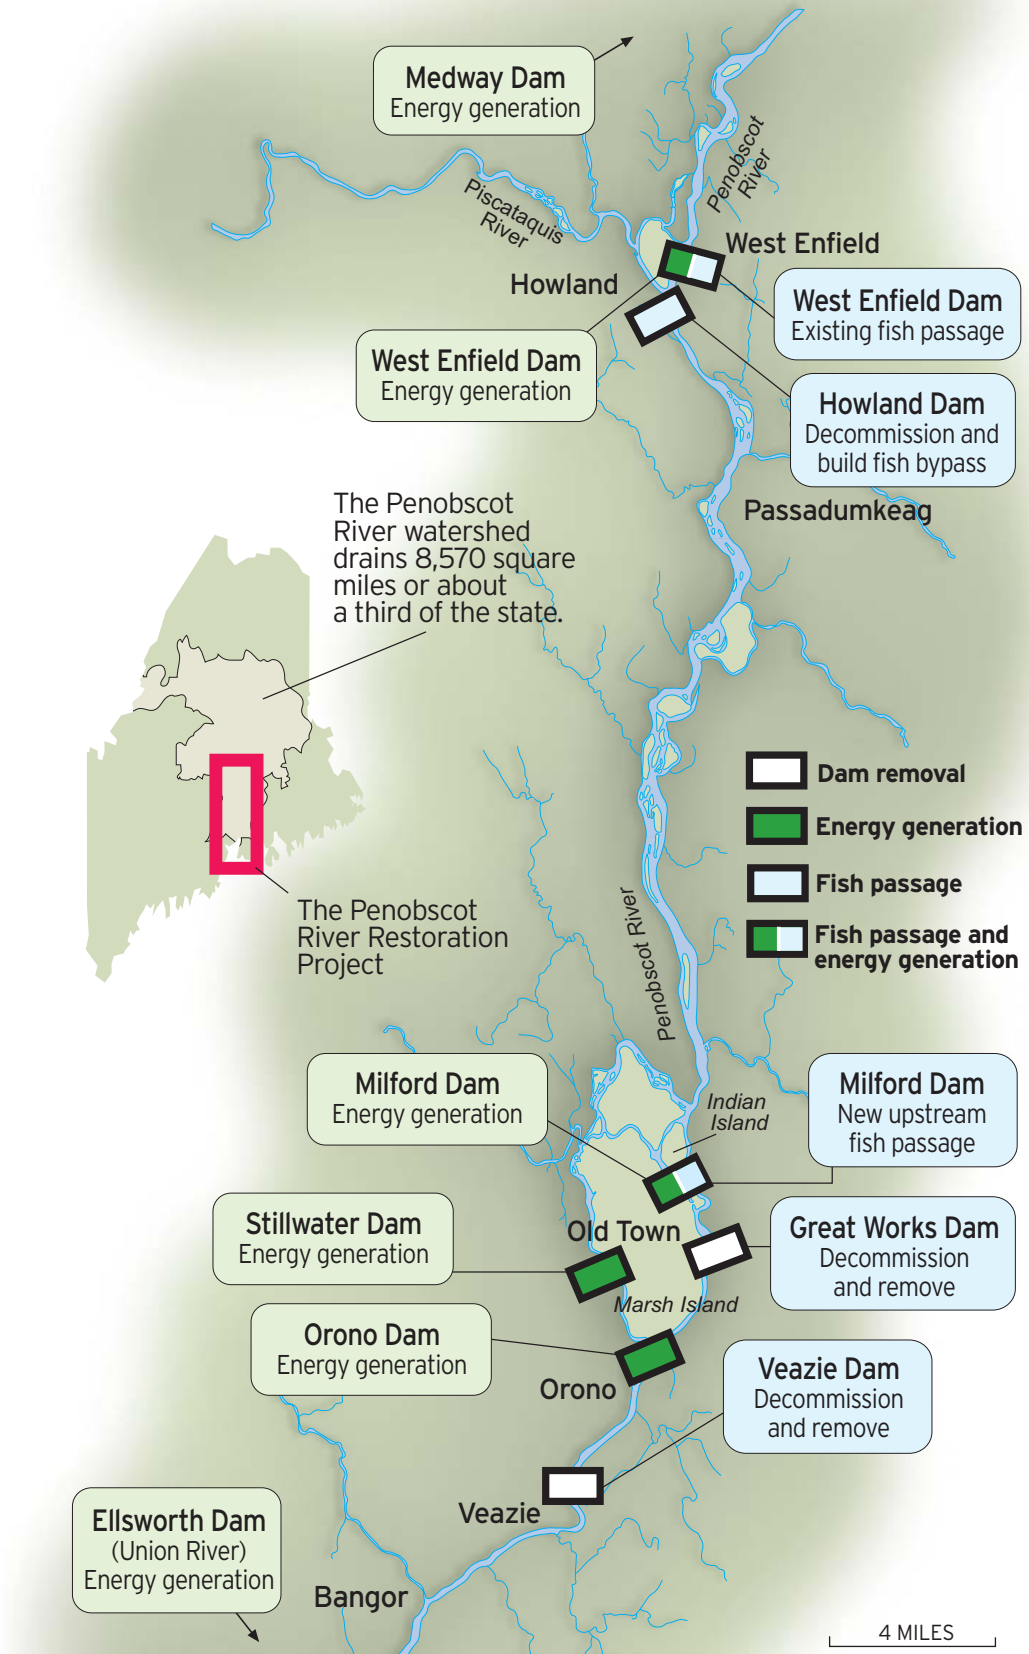 Medway Dam
Energy generation
Penobscot
River
Piscataquis
River
West Enfield
Howland
West Enfield Dam
Existing fish passage
West Enfield Dam
Energy generation
Howland Dam
Decommission and
build fish bypass
The Penobscot
River watershed
drains 8,570 square
miles or about
a third of the state.
Passadumkeag
Dam removal
Energy generation
Fish passage
Fish passage and
energy generation
The Penobscot
River Restoration
Project
Penobscot River
Milford Dam
Energy generation
Indian
Island
Milford Dam
New upstream
fish passage
Stillwater Dam
Energy generation
Old Town
Great Works Dam
Decommission
and remove
Marsh Island
Orono Dam
Energy generation
Orono
Veazie Dam
Decommission
and remove
Veazie
Ellsworth Dam
(Union River)
Energy generation
Bangor
4 MILES